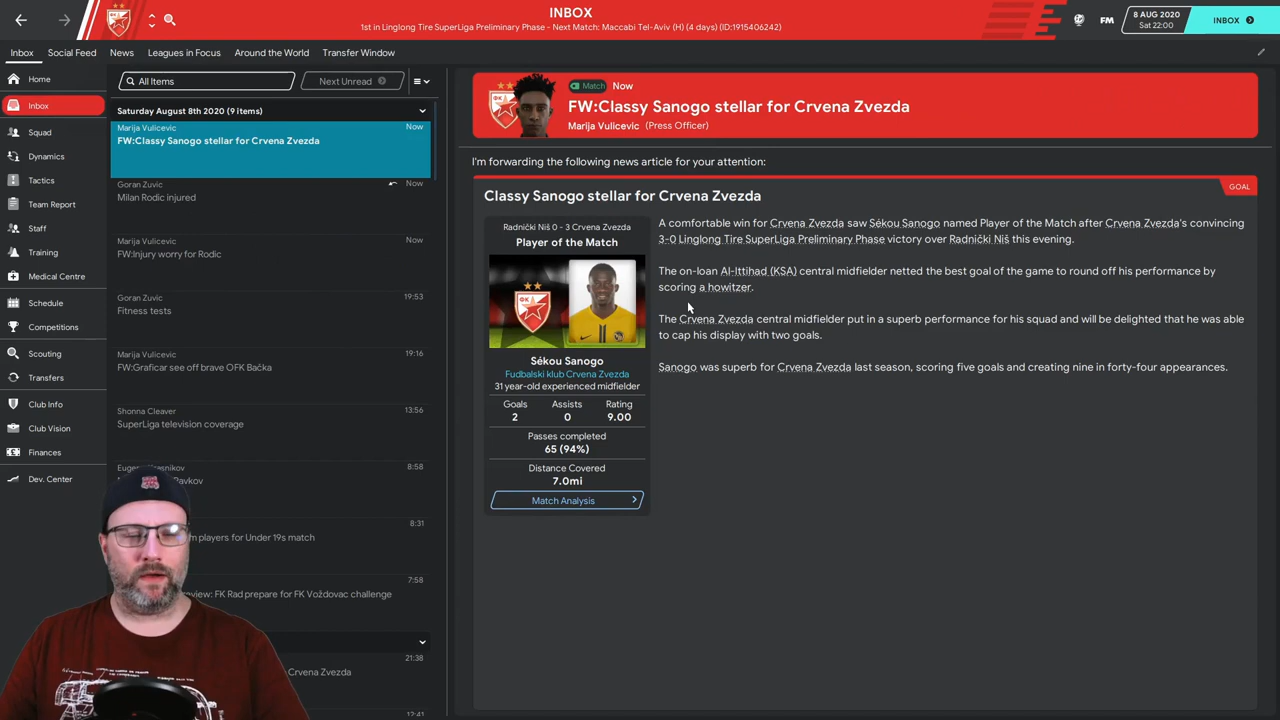 INBOX
1st in Linglong Tire SuperLiga Preliminary Phase - Next Match: Maccabi Tel-Aviv (H) (4 days) (ID:1915406242)
FM
8 AUG 2020
Sat 22:00
INBOX
Inbox
Social Feed
News
Leagues in Focus
Around the World
Transfer Window
Home
Inbox
Squad
Dynamics
Tactics
Team Report
Staff
Training
Medical Centre
Schedule
Competitions
Scouting
Transfers
Club Info
Club Vision
Finances
Dev. Center
All Items
Next Unread
Saturday August 8th 2020 (9 items)
Marija Vulicevic Now
FW:Classy Sanogo stellar for Crvena Zvezda
Goran Zuvic Now
Milan Rodic injured
Marija Vulicevic Now
FW:Injury worry for Rodic
Goran Zuvic 19:53
Fitness tests
Marija Vulicevic 19:16
FW:Graficar see off brave OFK Bačka
Shonna Cleaver 13:56
SuperLiga television coverage
8:58
8:31
players for Under 19s match
7:58
FK Rad prepare for FK Voždovac challenge
21:38
Crvena Zvezda
12:41
Match Now
FW:Classy Sanogo stellar for Crvena Zvezda
Marija Vulicevic (Press Officer)
I'm forwarding the following news article for your attention:
GOAL
Classy Sanogo stellar for Crvena Zvezda
Radnički Niš 0 - 3 Crvena Zvezda
Player of the Match
Sékou Sanogo
Fudbalski klub Crvena Zvezda
31 year-old experienced midfielder
Goals Assists Rating
2 0 9.00
Passes completed
65 (94%)
Distance Covered
7.0mi
Match Analysis
A comfortable win for Crvena Zvezda saw Sékou Sanogo named Player of the Match after Crvena Zvezda's convincing
3-0 Linglong Tire SuperLiga Preliminary Phase victory over Radnički Niš this evening.
The on-loan Al-Ittihad (KSA) central midfielder netted the best goal of the game to round off his performance by
scoring a howitzer.
The Crvena Zvezda central midfielder put in a superb performance for his squad and will be delighted that he was able
to cap his display with two goals.
Sanogo was superb for Crvena Zvezda last season, scoring five goals and creating nine in forty-four appearances.